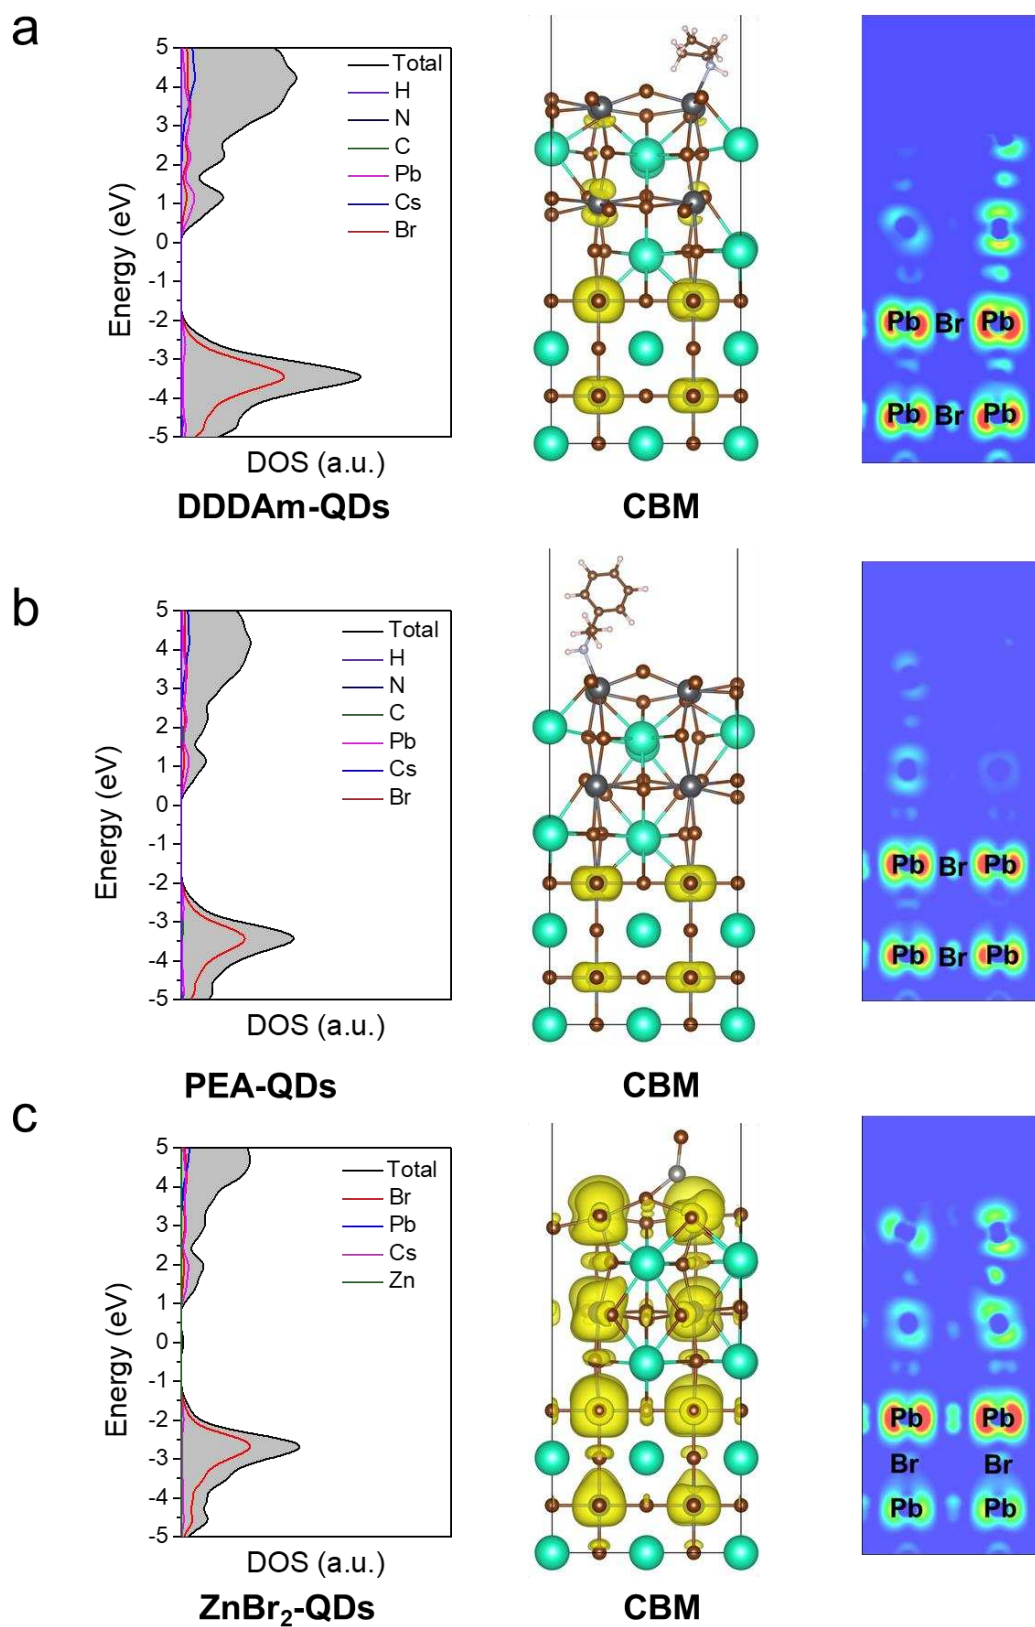 a
Energy (eV)
5
4
3
2
1
0
-1
-2
-3
-4
-5
Total
H
N
C
Pb
Cs
Br
DOS (a.u.)
DDDAm-QDs
CBM
Pb Br Pb
Pb Br Pb
b
Energy (eV)
5
4
3
2
1
0
-1
-2
-3
-4
-5
Total
H
N
C
Pb
Cs
Br
DOS (a.u.)
PEA-QDs
CBM
Pb Br Pb
Pb Br Pb
c
Energy (eV)
5
4
3
2
1
0
-1
-2
-3
-4
-5
Total
Br
Pb
Cs
Zn
DOS (a.u.)
ZnBr₂-QDs
CBM
Pb Pb
Br Br
Pb Pb